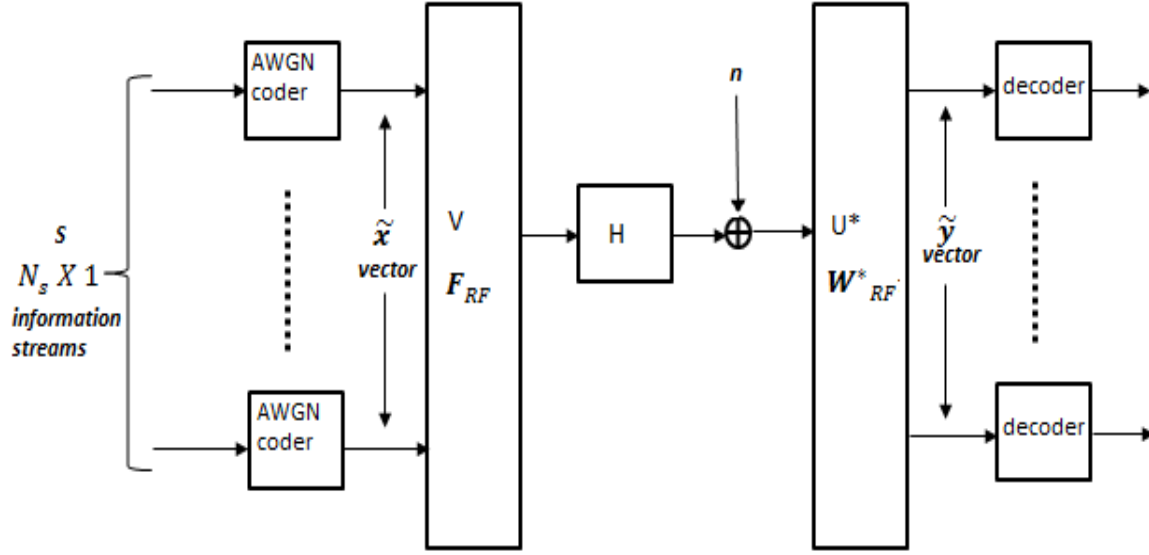 AWGN
coder
s
N_s X 1
information
streams
AWGN
coder
x̃
vector
V
F_RF
H
n
U*
W*_RF
ỹ
vector
decoder
decoder